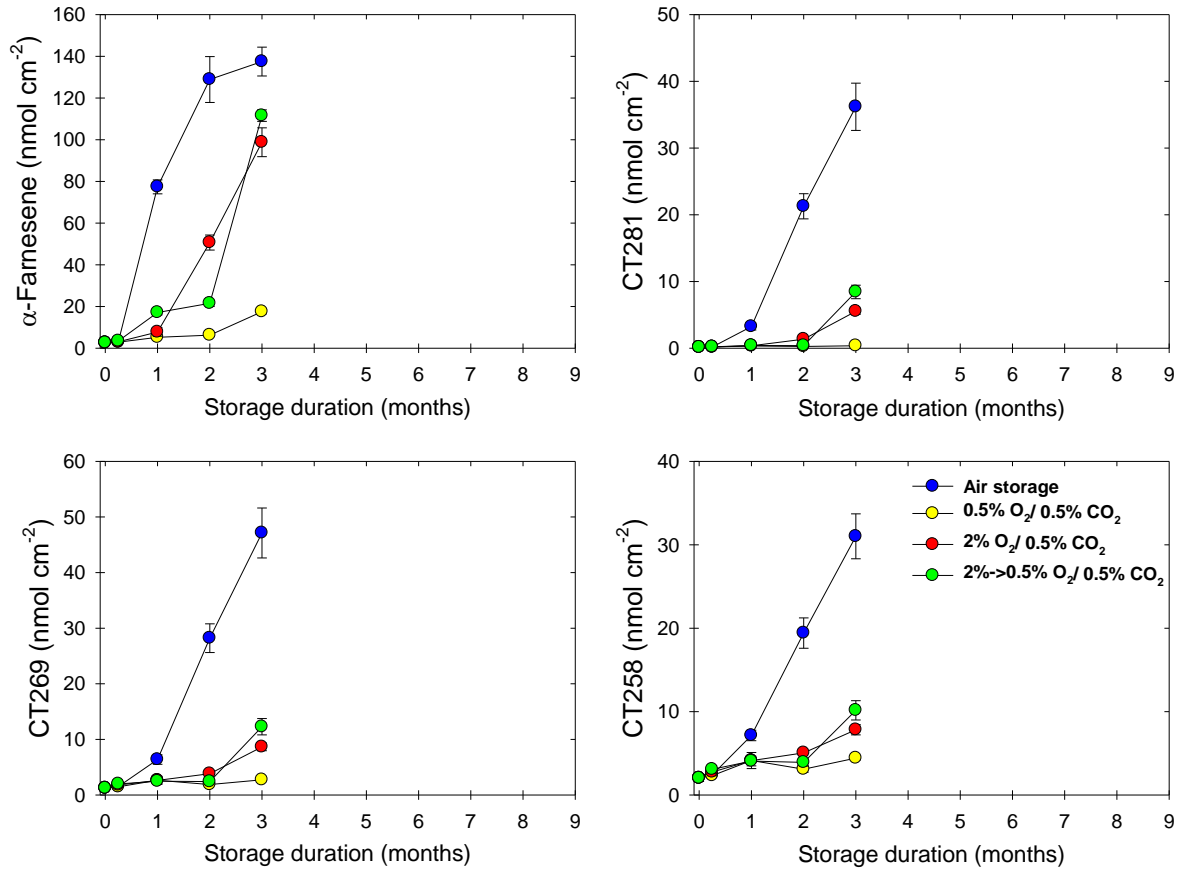 α-Farnesene (nmol cm-2)
160
140
120
100
80
60
40
20
0
0 1 2 3 4 5 6 7 8 9
Storage duration (months)
CT281 (nmol cm-2)
50
40
30
20
10
0
0 1 2 3 4 5 6 7 8 9
Storage duration (months)
CT269 (nmol cm-2)
60
50
40
30
20
10
0
0 1 2 3 4 5 6 7 8 9
Storage duration (months)
CT258 (nmol cm-2)
40
30
20
10
0
0 1 2 3 4 5 6 7 8 9
Storage duration (months)
Air storage
0.5% O2/ 0.5% CO2
2% O2/ 0.5% CO2
2%->0.5% O2/ 0.5% CO2